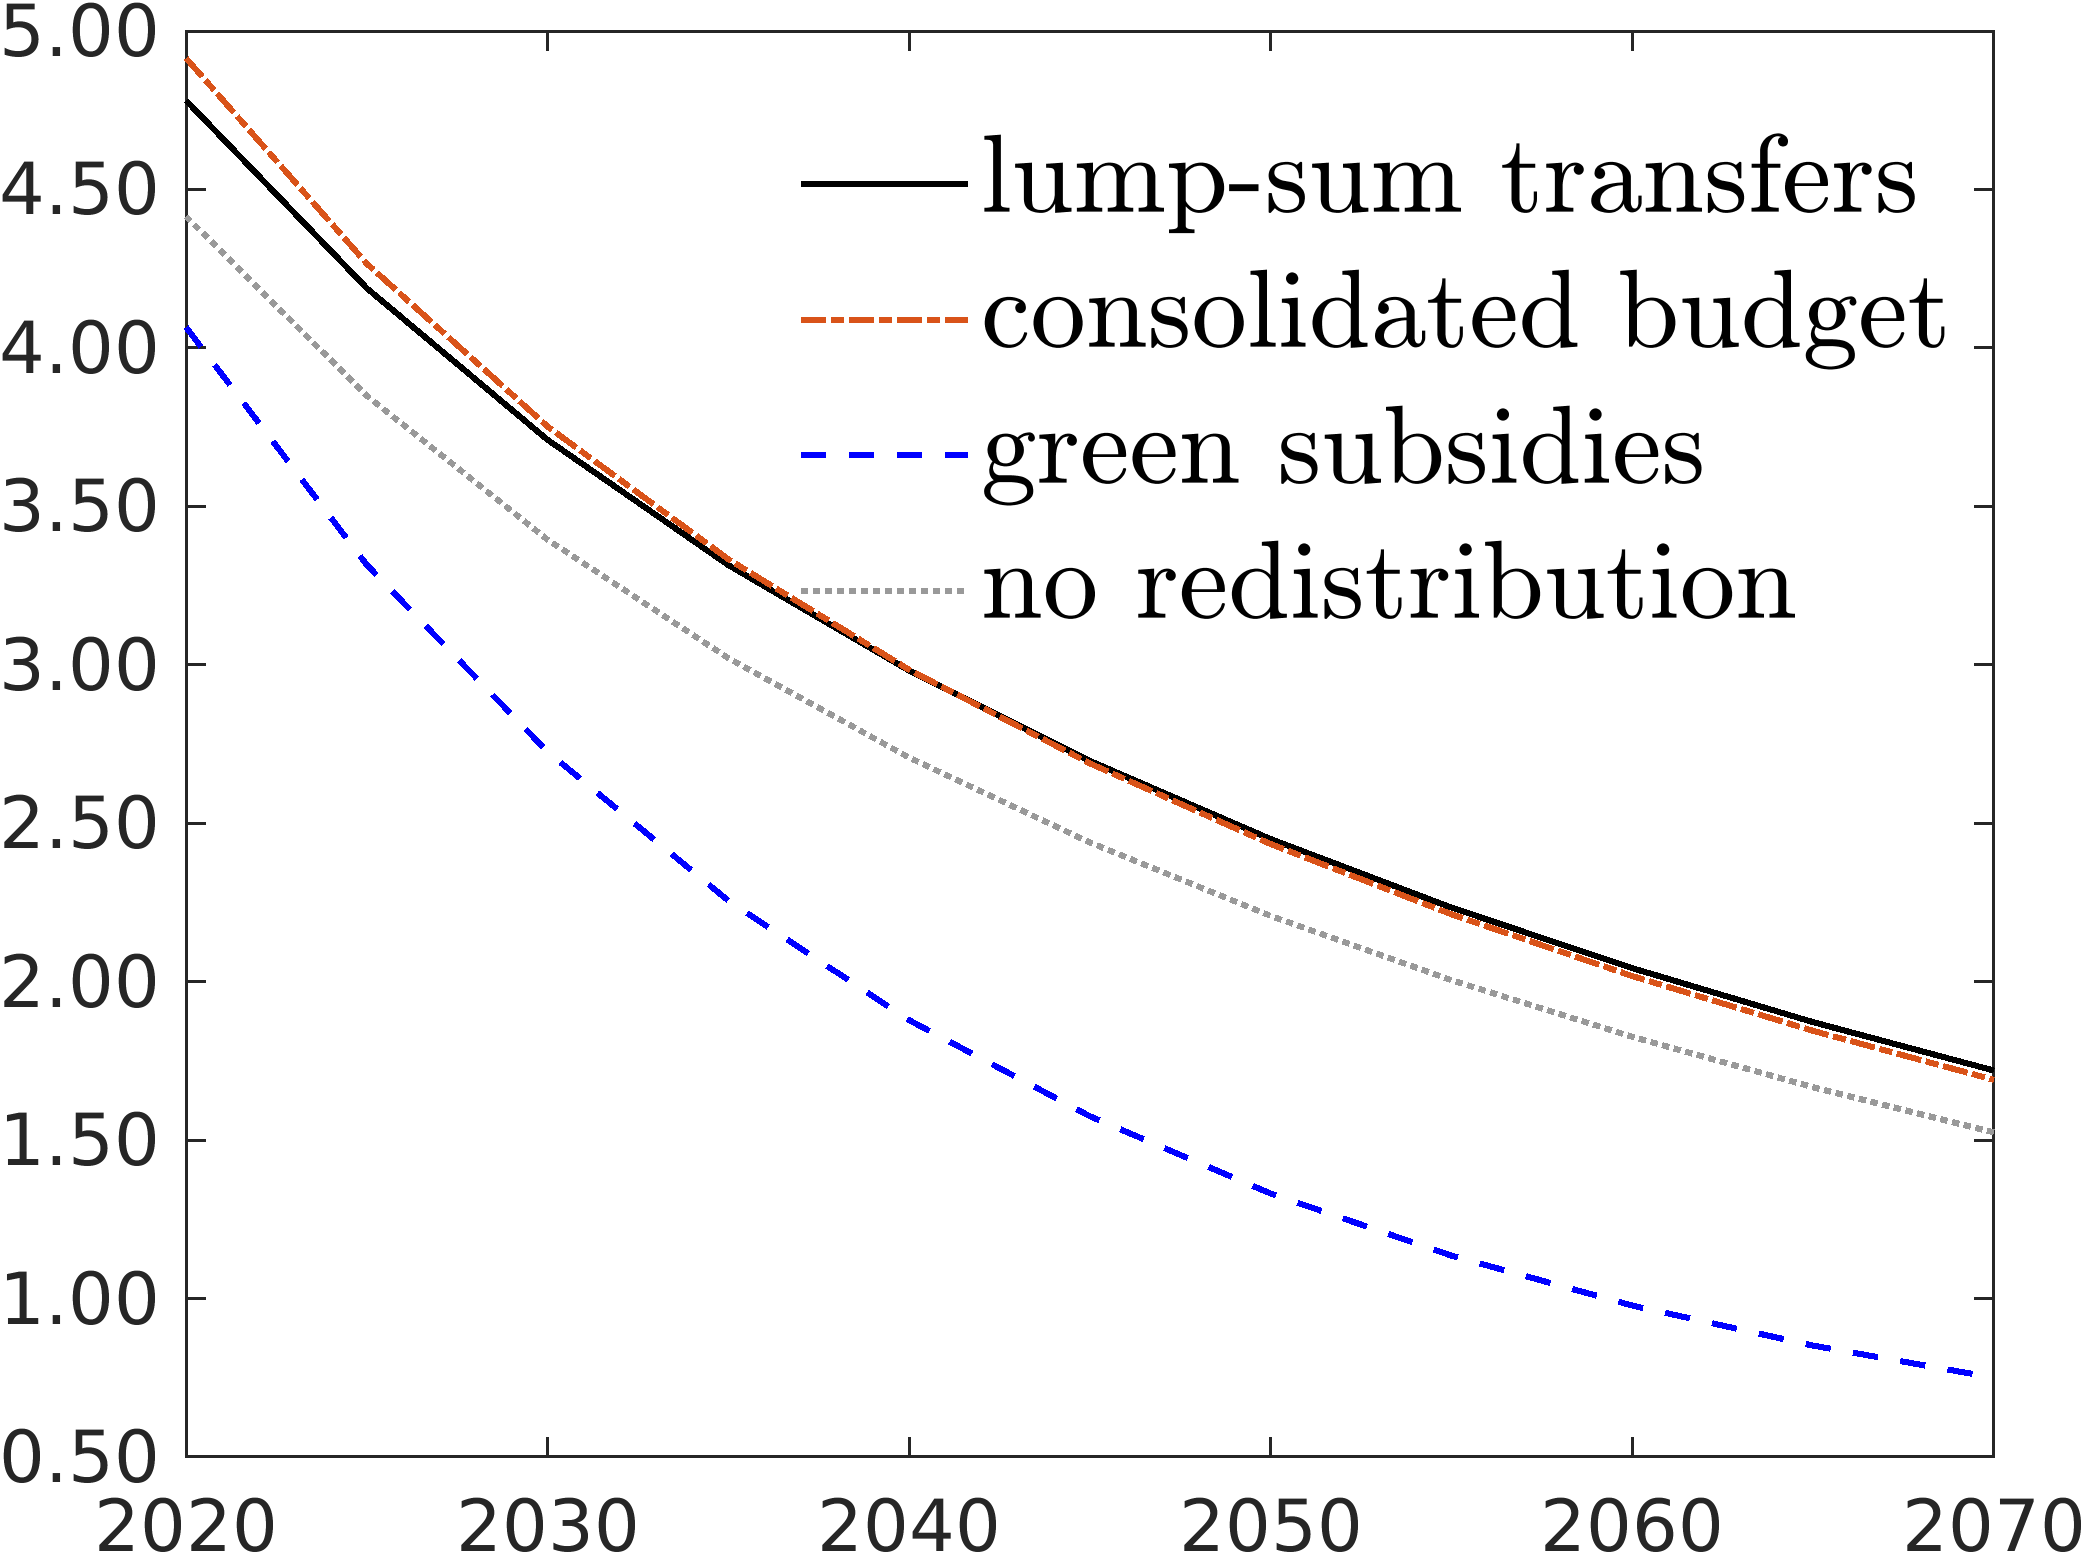 5.00
4.50
4.00
3.50
3.00
2.50
2.00
1.50
1.00
0.50
2020 2030 2040 2050 2060 2070
lump-sum transfers
consolidated budget
green subsidies
no redistribution